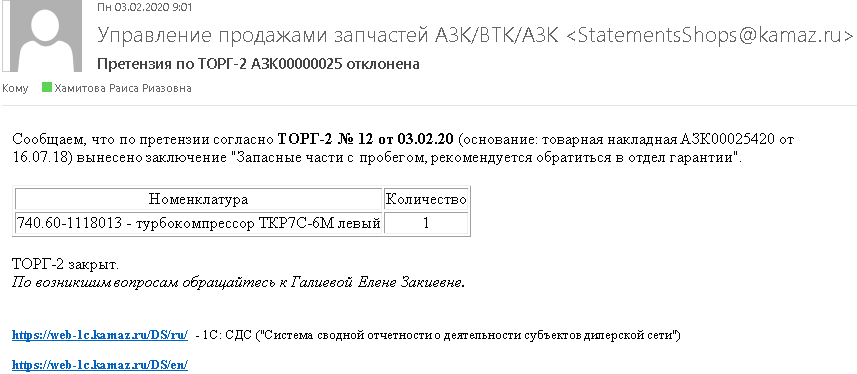 Пн 03.02.2020 9:01
Управление продажами запчастей АЗК/ВТК/АЗК <StatementsShops@kamaz.ru>
Претензия по ТОРГ-2 АЗК00000025 отклонена
Кому Хамитова Раиса Риазовна
Сообщаем, что по претензии согласно ТОРГ-2 № 12 от 03.02.20 (основание: товарная накладная АЗК00025420 от
16.07.18) вынесено заключение "Запасные части с пробегом, рекомендуется обратиться в отдел гарантии".
Номенклатура Количество
740.60-1118013 - турбокомпрессор ТКР7С-6М левый 1
ТОРГ-2 закрыт.
По возникшим вопросам обращайтесь к Галиевой Елене Закиевне.
https://web-1c.kamaz.ru/DS/ru/ - 1С: СДС ("Система сводной отчетности о деятельности субъектов дилерской сети")
https://web-1c.kamaz.ru/DS/en/